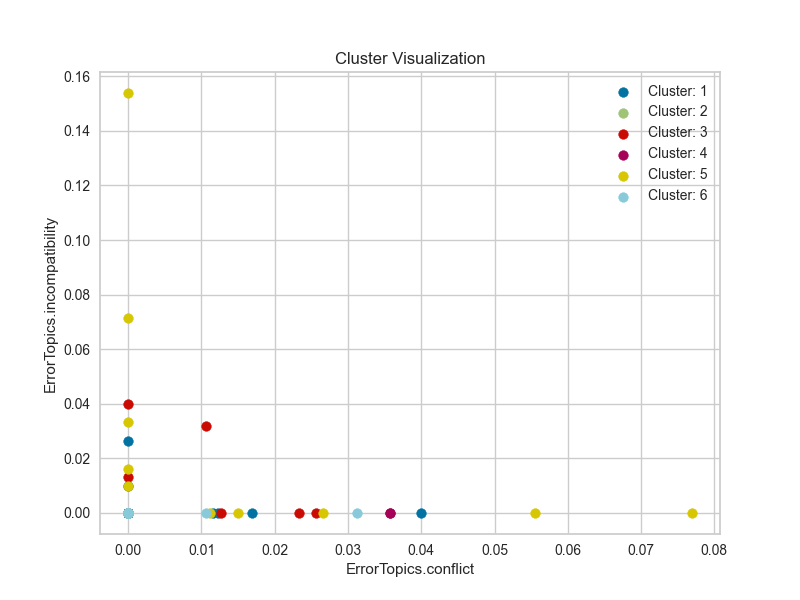 Cluster Visualization
0.16
0.14
0.12
0.10
0.08
0.06
0.04
0.02
0.00
ErrorTopics.incompatibility
Cluster: 1
Cluster: 2
Cluster: 3
Cluster: 4
Cluster: 5
Cluster: 6
0.00 0.01 0.02 0.03 0.04 0.05 0.06 0.07 0.08
ErrorTopics.conflict